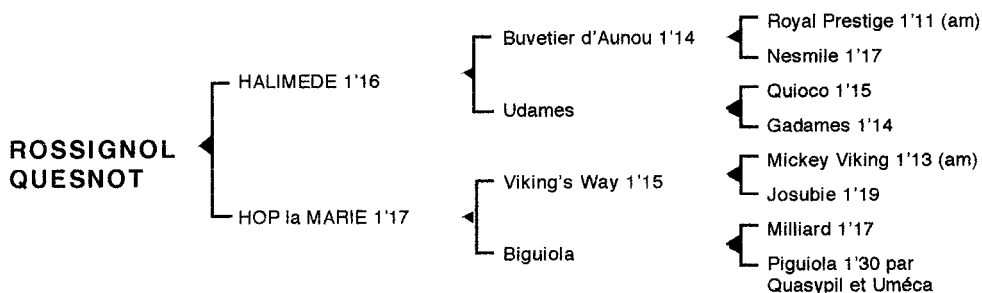 ROSSIGNOL
QUESNOT
HALIMEDE 1'16
HOP la MARIE 1'17
Buvetier d'Aunou 1'14
Udames
Viking's Way 1'15
Biguiola
Royal Prestige 1'11 (am)
Nesmile 1'17
Quioco 1'15
Gadames 1'14
Mickey Viking 1'13 (am)
Josubie 1'19
Milliard 1'17
Piguiola 1'30 par
Quasypil et Uméca